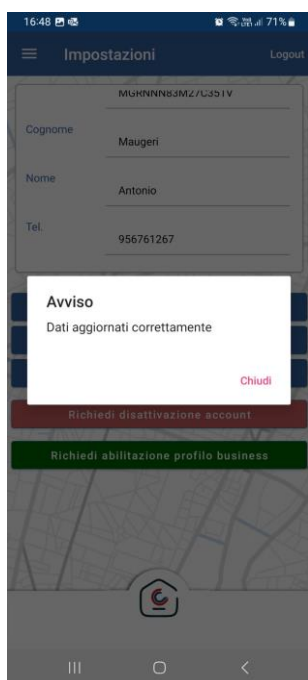 16:48 71%
Impostazioni Logout
Cognome
Maugeri
Nome
Antonio
Tel.
956761267
Avviso
Dati aggiornati correttamente
Chiudi
Richiedi disattivazione account
Richiedi abilitazione profilo business